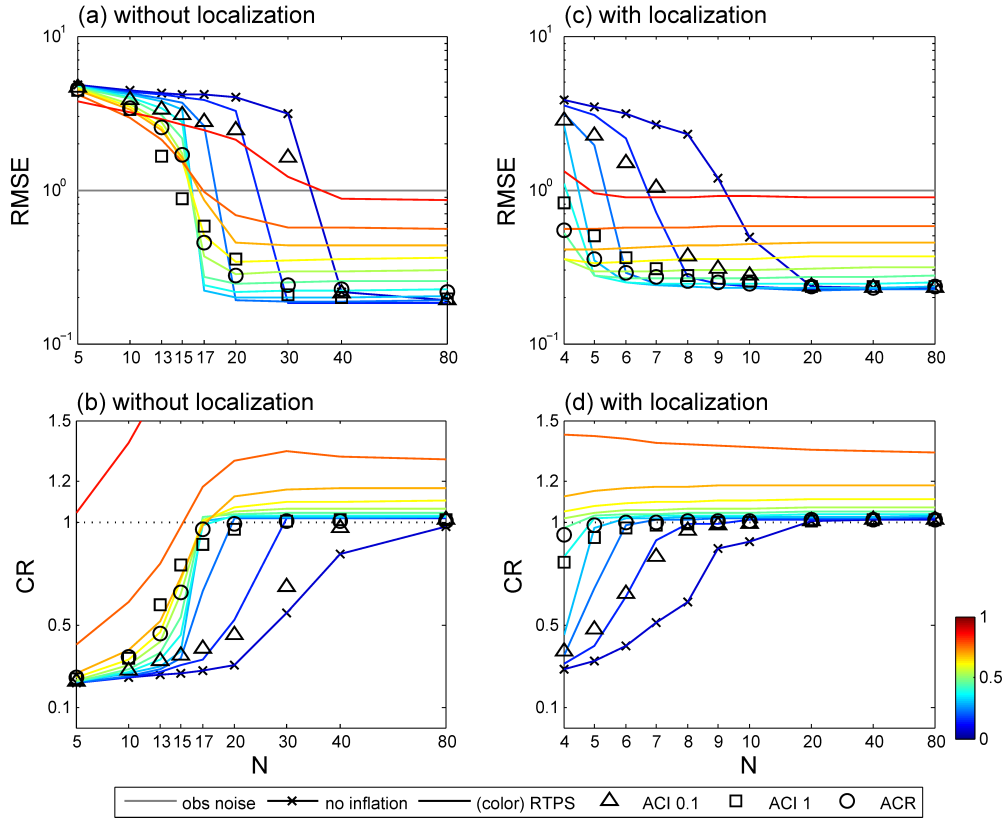 (a) without localization
10^1
10^0
10^-1
RMSE
5 10 13 15 17 20 30 40 80
(c) with localization
10^1
10^0
10^-1
RMSE
4 5 6 7 8 9 10 20 40 80
(b) without localization
1.5
1.2
1
0.5
0.1
CR
5 10 13 15 17 20 30 40 80
N
(d) with localization
1.5
1.2
1
0.5
0.1
CR
4 5 6 7 8 9 10 20 40 80
N
1
0.5
0
obs noise no inflation (color) RTPS ACI 0.1 ACI 1 ACR